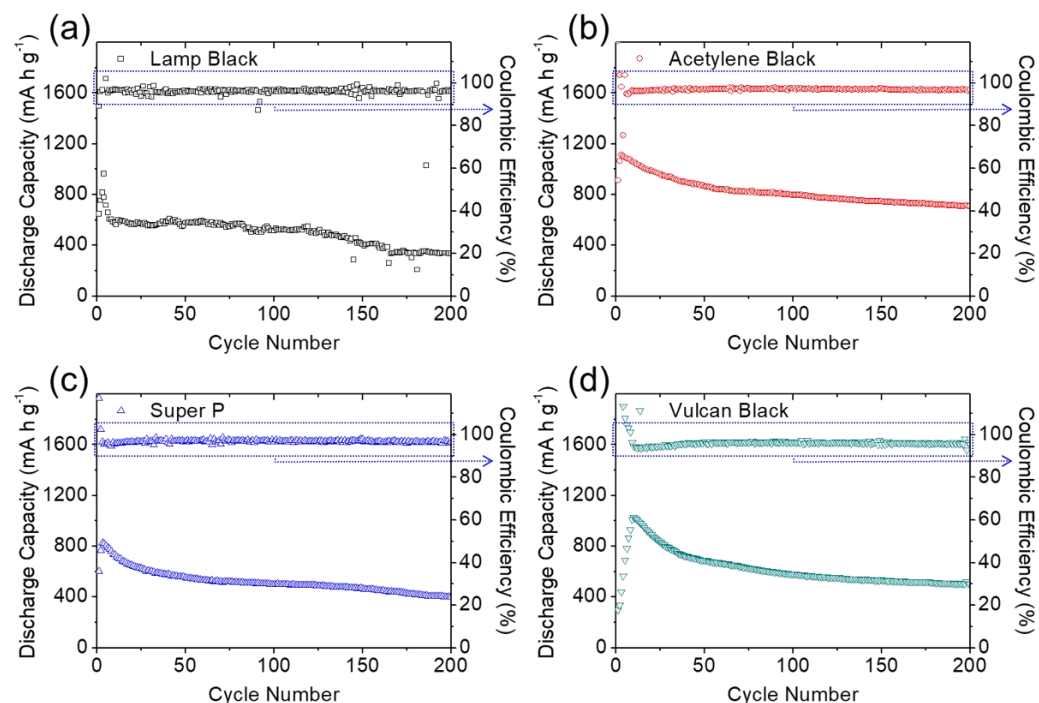 (a)
Lamp Black
Discharge Capacity (mA h g⁻¹)
1600
1200
800
400
0
100
80
60
40
20
0
Coulombic Efficiency (%)
0 50 100 150 200
Cycle Number
(b)
Acetylene Black
Discharge Capacity (mA h g⁻¹)
1600
1200
800
400
0
100
80
60
40
20
0
Coulombic Efficiency (%)
0 50 100 150 200
Cycle Number
(c)
Super P
Discharge Capacity (mA h g⁻¹)
1600
1200
800
400
0
100
80
60
40
20
0
Coulombic Efficiency (%)
0 50 100 150 200
Cycle Number
(d)
Vulcan Black
Discharge Capacity (mA h g⁻¹)
1600
1200
800
400
0
100
80
60
40
20
0
Coulombic Efficiency (%)
0 50 100 150 200
Cycle Number